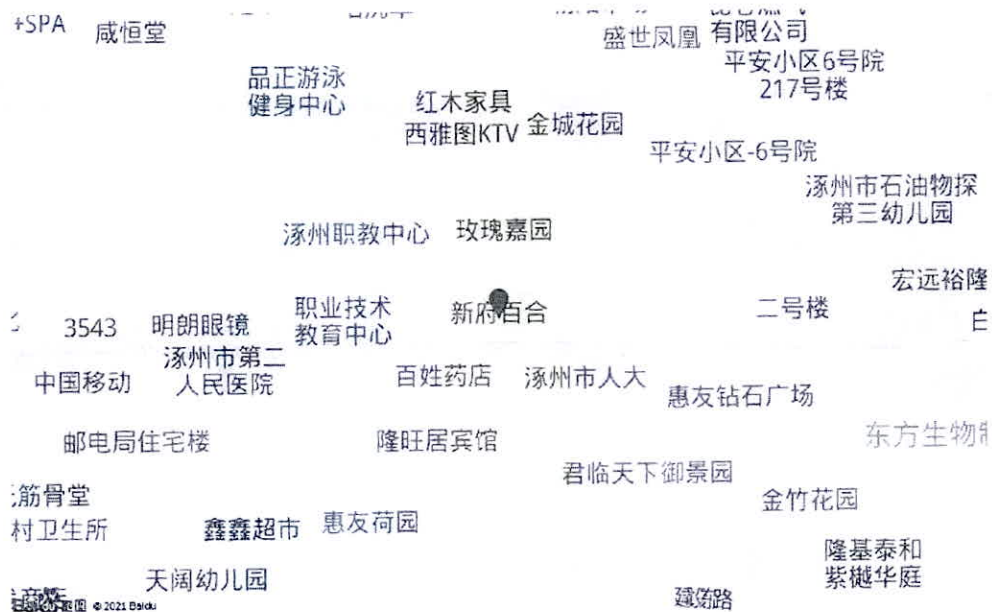 +SPA
咸恒堂
盛世凤凰
有限公司
平安小区6号院
217号楼
品正游泳
健身中心
红木家具
西雅图KTV
金城花园
平安小区-6号院
涿州市石油物探
第三幼儿园
涿州职教中心
玫瑰嘉园
宏远裕隆
职业技术
教育中心
新府百合
二号楼
3543
明朗眼镜
涿州市第二
人民医院
中国移动
百姓药店
涿州市人大
惠友钻石广场
东方生物制
邮电局住宅楼
隆旺居宾馆
君临天下御景园
金竹花园
筋骨堂
村卫生所
鑫鑫超市
惠友荷园
隆基泰和
紫樾华庭
天阔幼儿园
© 2021 Baidu